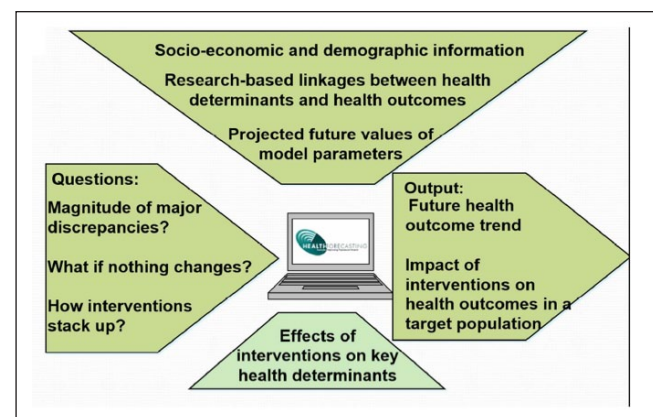 Socio-economic and demographic information
Research-based linkages between health
determinants and health outcomes
Projected future values of
model parameters
Questions:
Magnitude of major
discrepancies?
What if nothing changes?
How interventions
stack up?
HEALTHFORECASTING
Output:
Future health
outcome trend
Impact of
interventions on
health outcomes in a
target population
Effects of
interventions on key
health determinants